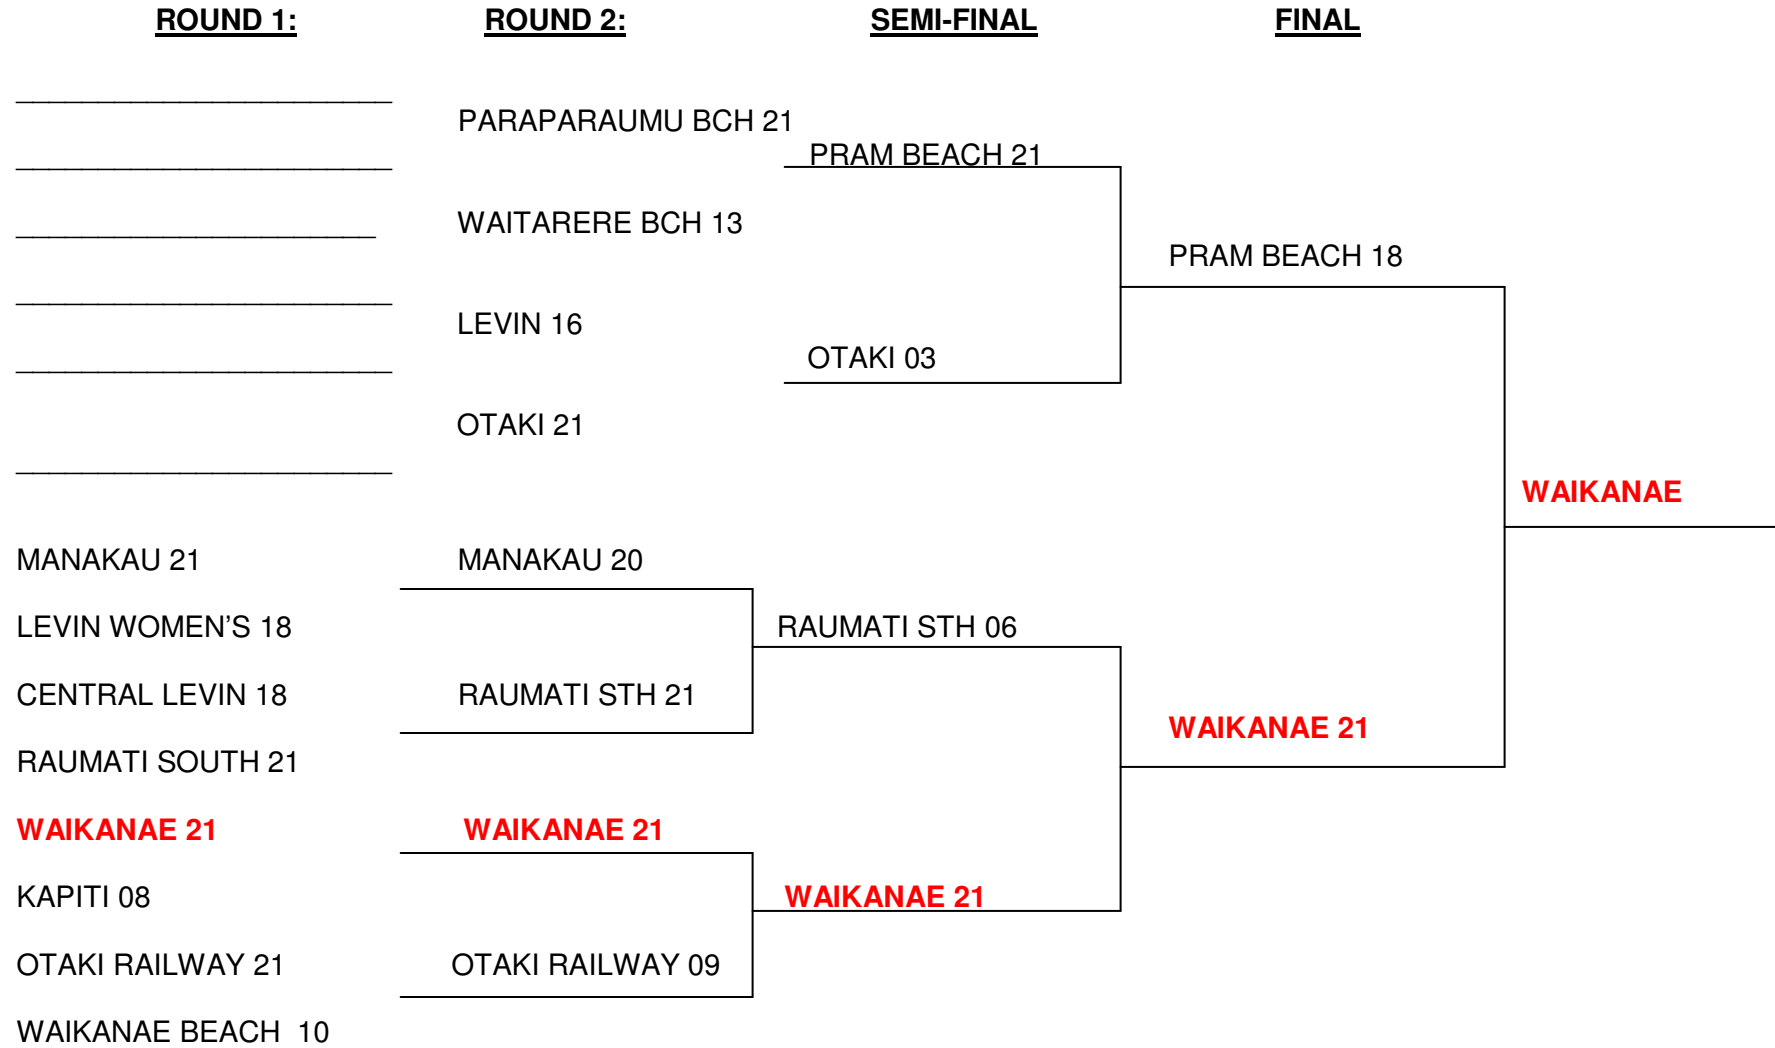 ROUND 1: ROUND 2: SEMI-FINAL FINAL
PARAPARAUMU BCH 21
PRAM BEACH 21
WAITARERE BCH 13
PRAM BEACH 18
LEVIN 16
OTAKI 03
OTAKI 21
WAIKANAE
MANAKAU 21 MANAKAU 20
LEVIN WOMEN'S 18 RAUMATI STH 06
CENTRAL LEVIN 18 RAUMATI STH 21
WAIKANAE 21
RAUMATI SOUTH 21
WAIKANAE 21 WAIKANAE 21
KAPITI 08 WAIKANAE 21
OTAKI RAILWAY 21 OTAKI RAILWAY 09
WAIKANAE BEACH 10